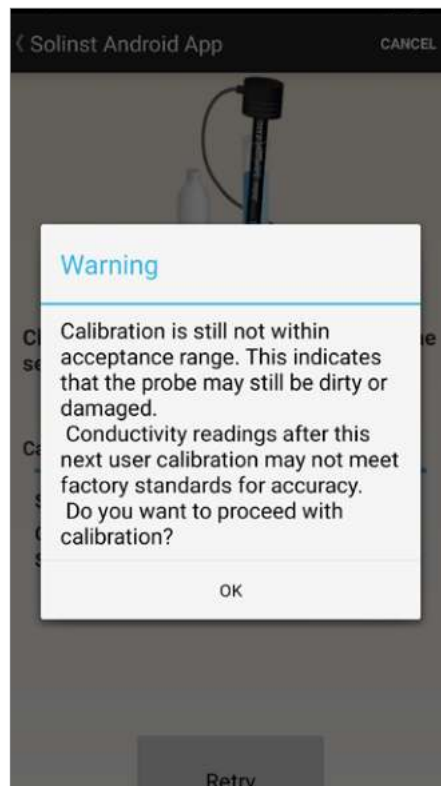 Solinst Android App
CANCEL
Warning
Calibration is still not within
acceptance range. This indicates
that the probe may still be dirty or
damaged.
Conductivity readings after this
next user calibration may not meet
factory standards for accuracy.
Do you want to proceed with
calibration?
OK
Retry